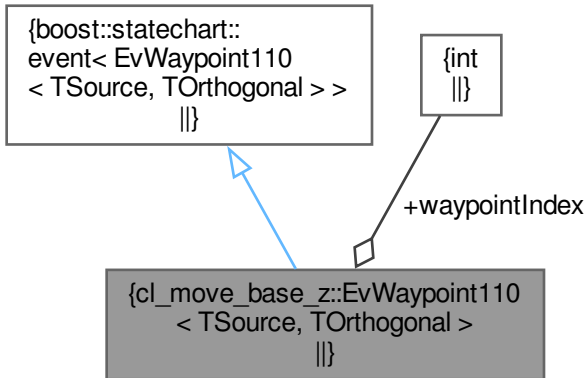 {boost::statechart::
event< EvWaypoint110
< TSource, TOrthogonal > >
||}
{int
||}
+waypointIndex
{cl_move_base_z::EvWaypoint110
< TSource, TOrthogonal >
||}